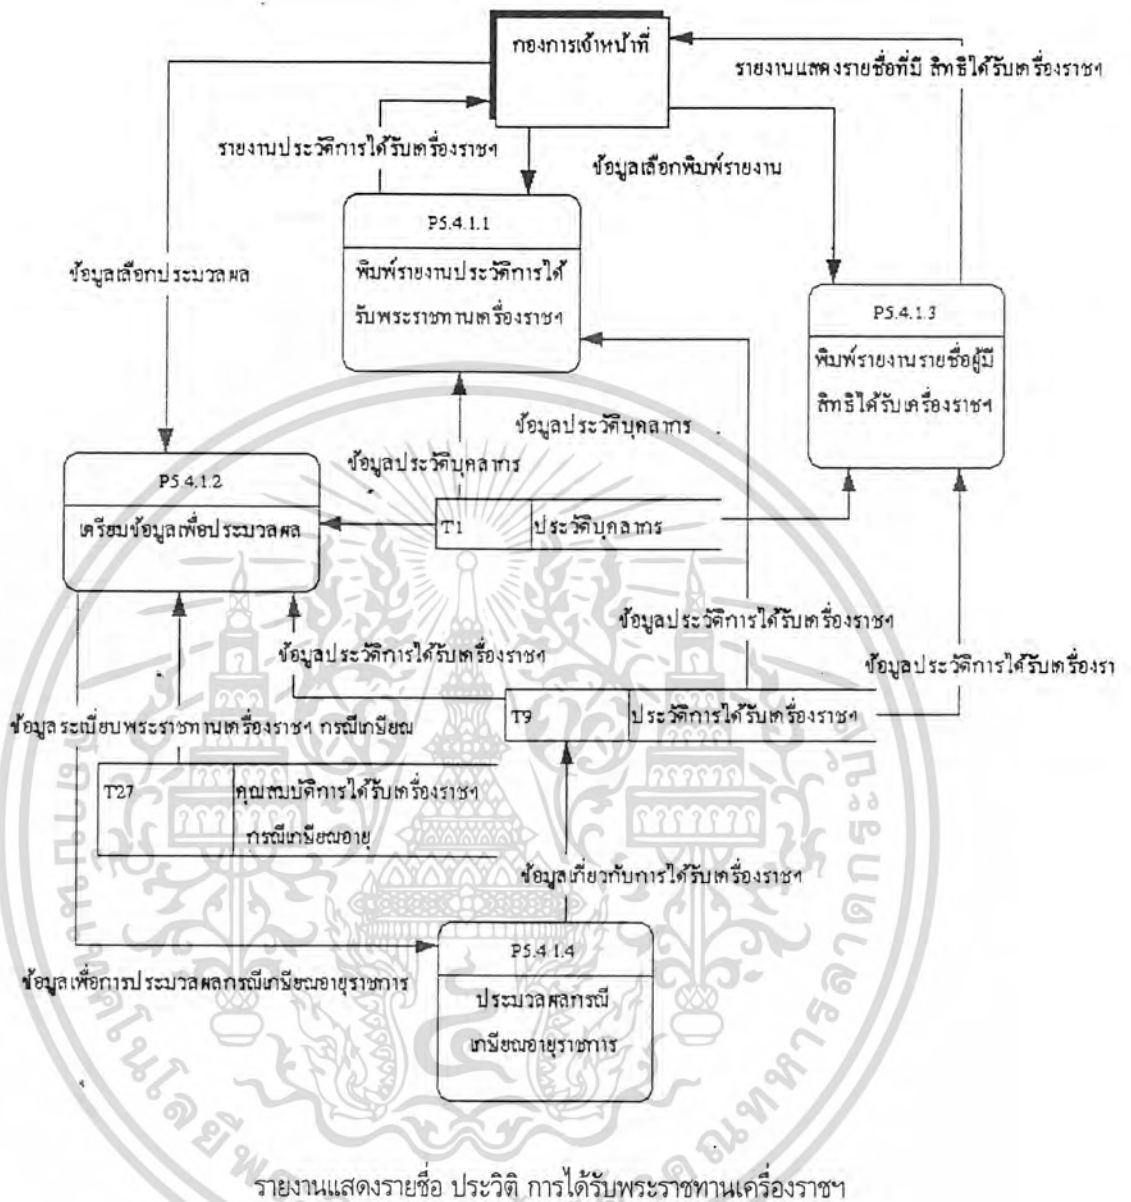 กองการเจ้าหน้าที่
รายงานแสดงรายชื่อที่มี สิทธิได้รับเครื่องราชฯ
รายงานประวัติการได้รับเครื่องราชฯ
ข้อมูลเลือกพิมพ์รายงาน
P5.4.1.1
พิมพ์รายงานประวัติการได้
รับพระราชทานเครื่องราชฯ
ข้อมูลเลือกประมวลผล
P5.4.1.3
พิมพ์รายงานรายชื่อผู้มี
สิทธิได้รับเครื่องราชฯ
ข้อมูลประวัติบุคลากร
ข้อมูลประวัติบุคลากร
P5.4.1.2
เตรียมข้อมูลเพื่อประมวลผล
T1 ประวัติบุคลากร
ข้อมูลประวัติการได้รับเครื่องราชฯ
ข้อมูลประวัติการได้รับเครื่องราชฯ
ข้อมูลประวัติการได้รับเครื่องรา
T9 ประวัติการได้รับเครื่องราชฯ
ข้อมูลระเบียบพระราชทานเครื่องราชฯ กรณีเกษียณ
T27 คุณสมบัติการได้รับเครื่องราชฯ
กรณีเกษียณอายุ
ข้อมูลเกี่ยวกับการได้รับเครื่องราชฯ
P5.4 1.4
ประมวลผลกรณี
เกษียณอายุราชการ
ข้อมูลเพื่อการประมวลผลกรณีเกษียณอายุราชการ
รายงานแสดงรายชื่อ ประวิติ การได้รับพระราชทานเครื่องราชฯ